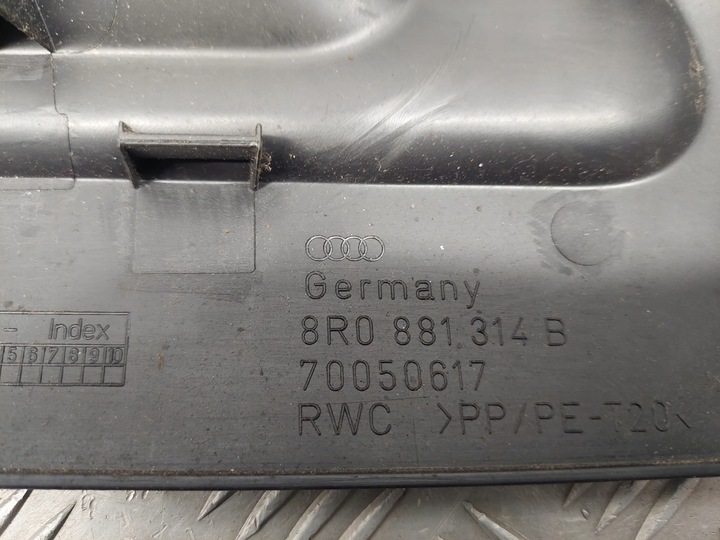 Germany
8R0 881 314 B
70050617
RWC >PP/PE-T20<
- Index
5 6 7 8 9 10